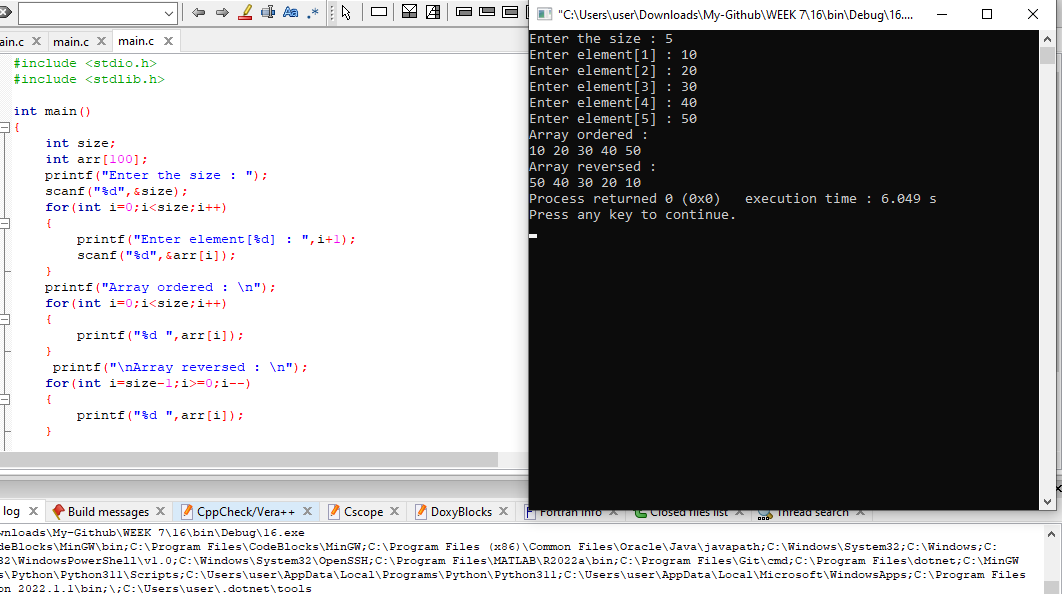 "C:\Users\user\Downloads\My-Github\WEEK 7\16\bin\Debug\16....
ain.c
main.c
main.c
#include <stdio.h>
#include <stdlib.h>
int main()
{
int size;
int arr[100];
printf("Enter the size : ");
scanf("%d",&size);
for(int i=0;i<size;i++)
{
printf("Enter element[%d] : ",i+1);
scanf("%d",&arr[i]);
}
printf("Array ordered : \n");
for(int i=0;i<size;i++)
{
printf("%d ",arr[i]);
}
printf("\nArray reversed : \n");
for(int i=size-1;i>=0;i--)
{
printf("%d ",arr[i]);
}
Enter the size : 5
Enter element[1] : 10
Enter element[2] : 20
Enter element[3] : 30
Enter element[4] : 40
Enter element[5] : 50
Array ordered :
10 20 30 40 50
Array reversed :
50 40 30 20 10
Process returned 0 (0x0)   execution time : 6.049 s
Press any key to continue.
log
Build messages
CppCheck/Vera++
Cscope
DoxyBlocks
Fortran info
Closed files list
Thread search
wnloads\My-Github\WEEK 7\16\bin\Debug\16.exe
deBlocks\MinGW\bin;C:\Program Files\CodeBlocks\MinGW;C:\Program Files (x86)\Common Files\Oracle\Java\javapath;C:\Windows\System32;C:\Windows;C:
32\WindowsPowerShell\v1.0;C:\Windows\System32\OpenSSH;C:\Program Files\MATLAB\R2022a\bin;C:\Program Files\Git\cmd;C:\Program Files\dotnet;C:\MinGW
s\Python\Python311\Scripts;C:\Users\user\AppData\Local\Programs\Python\Python311;C:\Users\user\AppData\Local\Microsoft\WindowsApps;C:\Program Files
on 2022.1.1\bin;\;C:\Users\user\.dotnet\tools